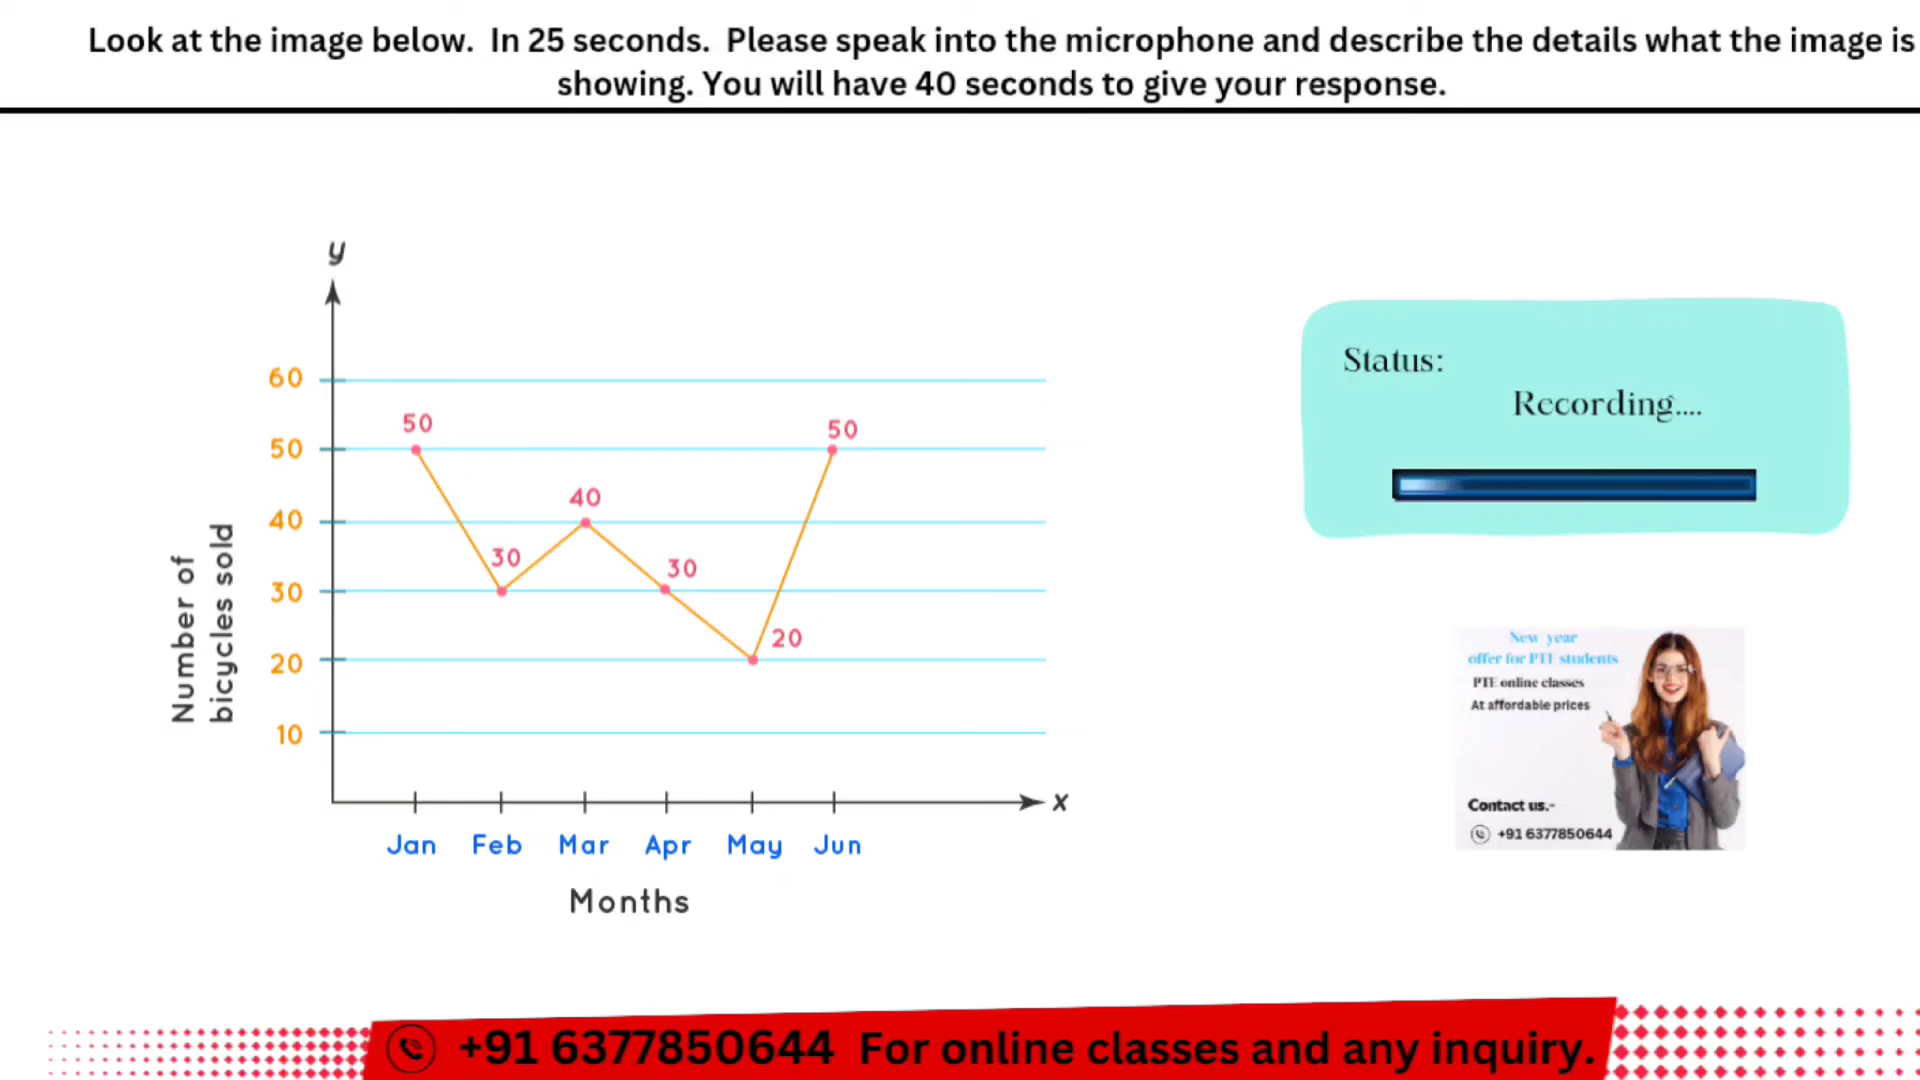 Look at the image below. In 25 seconds. Please speak into the microphone and describe the details what the image is
showing. You will have 40 seconds to give your response.
y
60
50
40
30
20
10
50
30
40
30
20
50
Number of
bicycles sold
x
Jan Feb Mar Apr May Jun
Months
Status:
Recording....
New year
offer for PTE students
PTE online classes
At affordable prices
Contact us.-
+91 6377850644
+91 6377850644 For online classes and any inquiry.